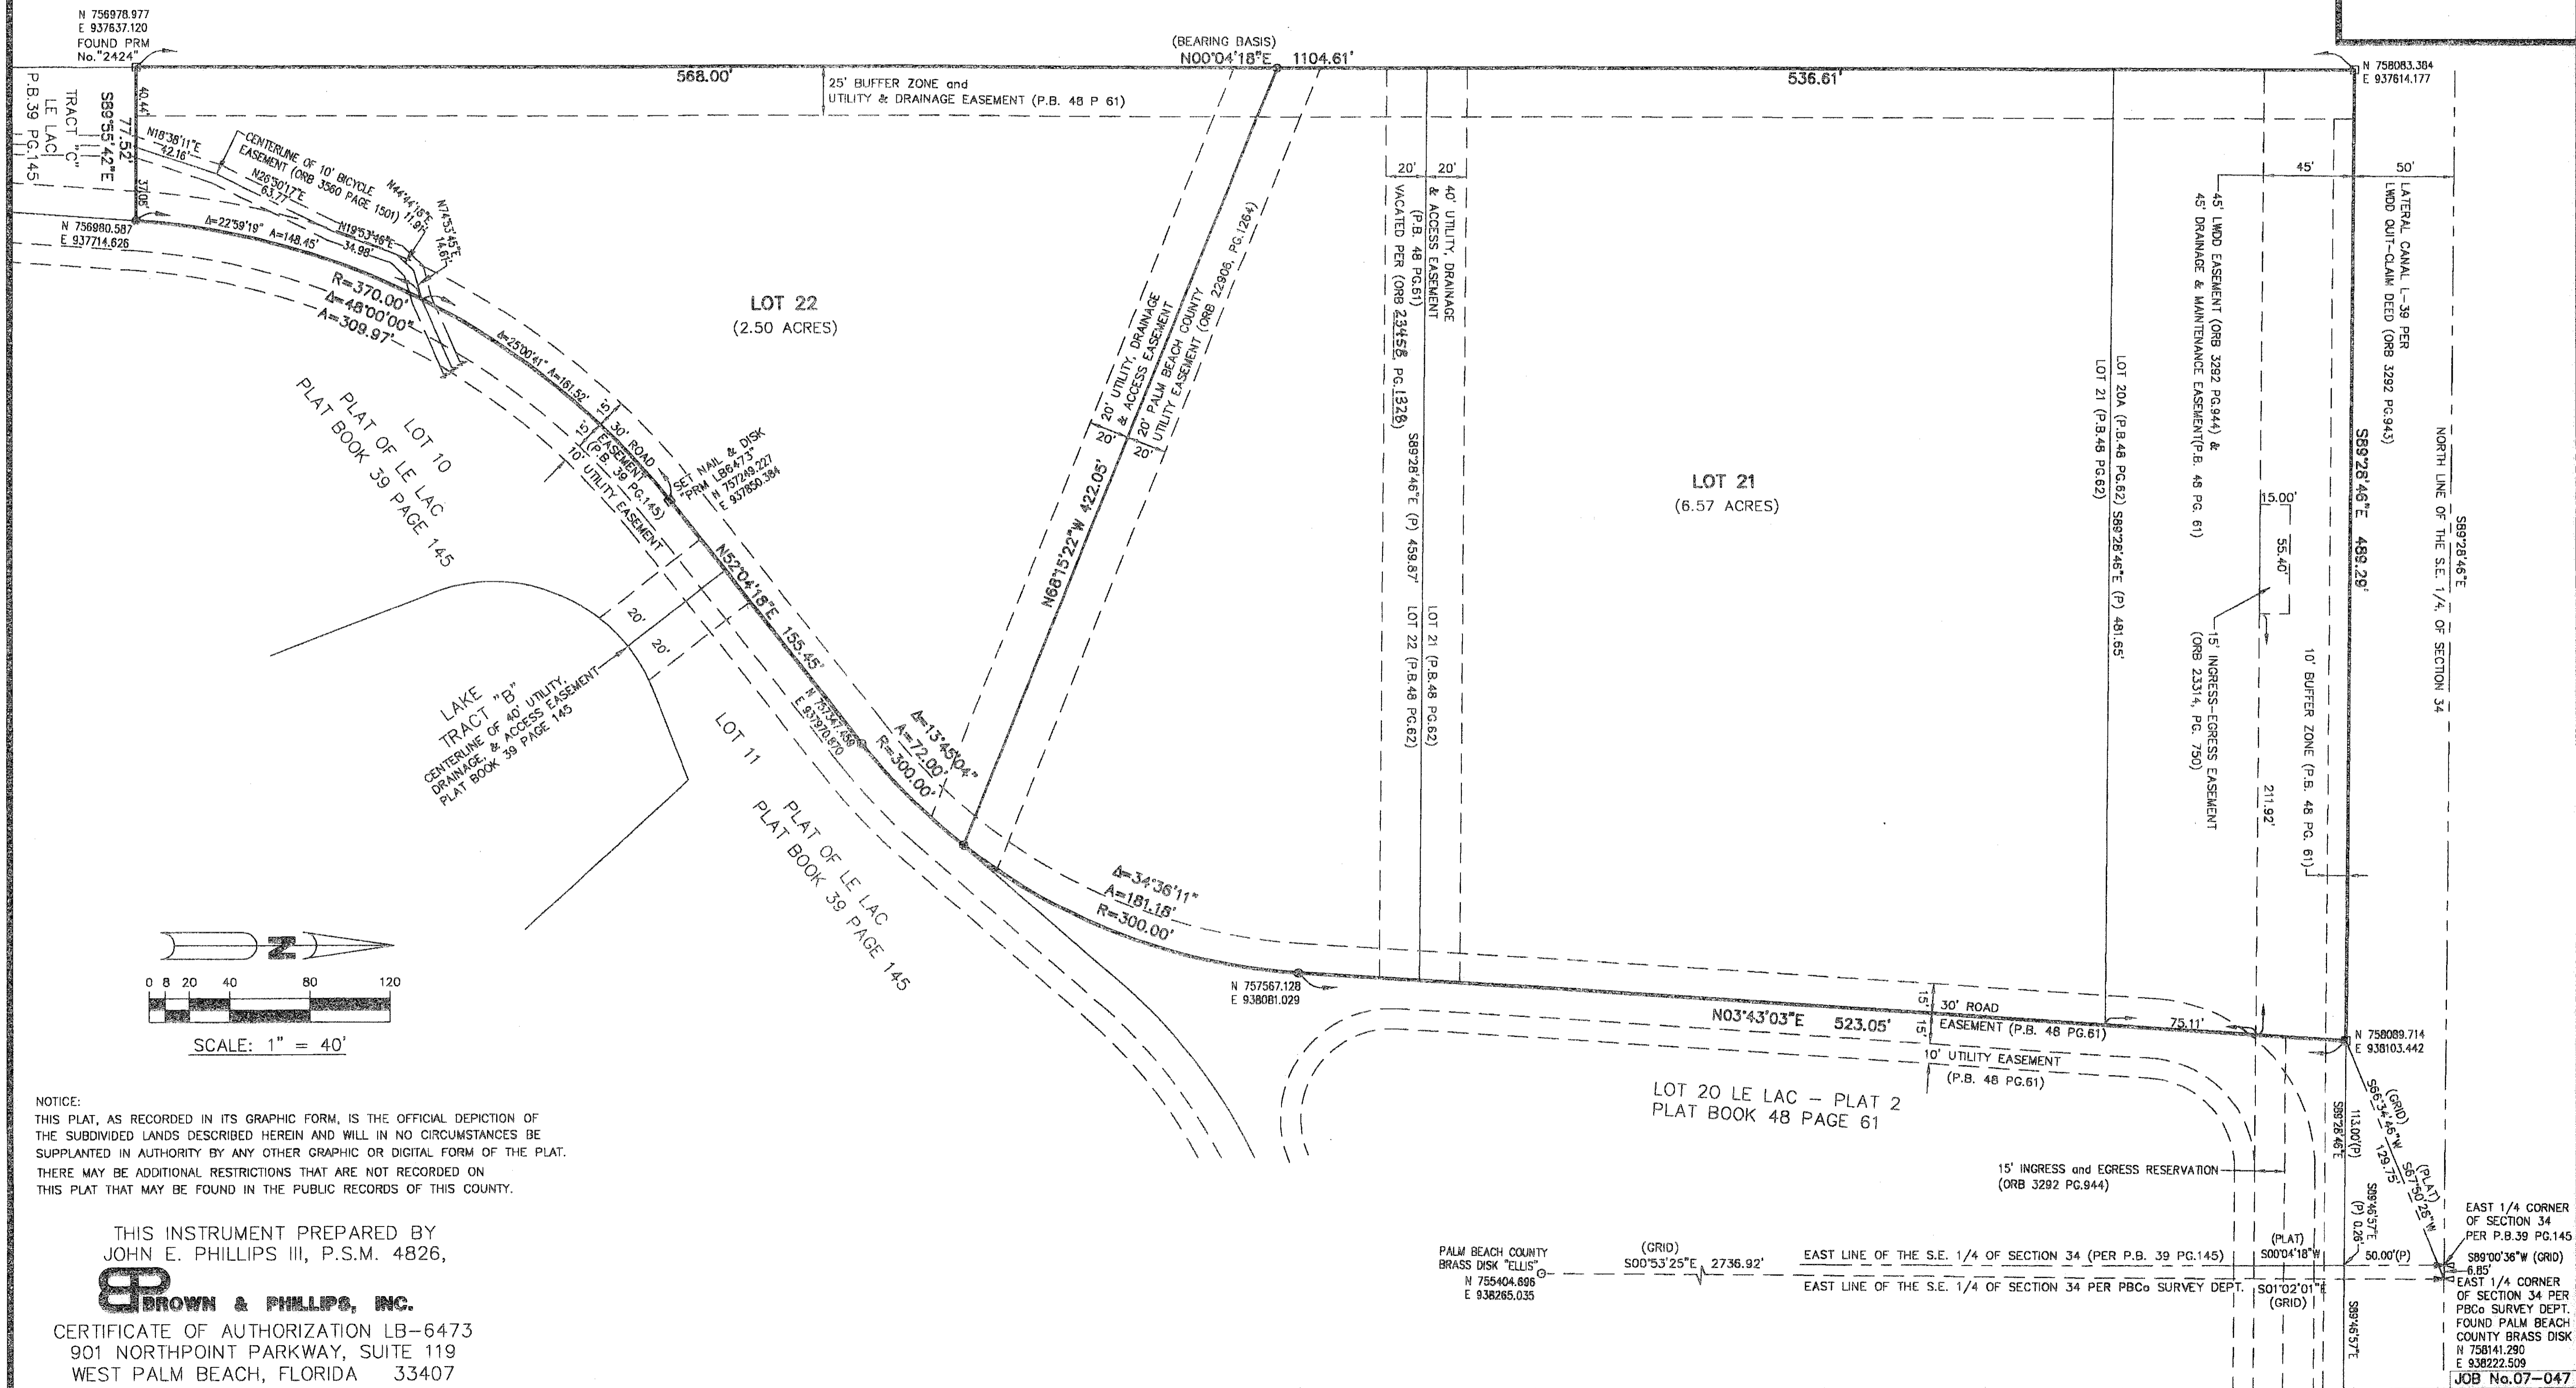 N 756978.977
E 937637.120
FOUND PRM
No."2424"
(BEARING BASIS)
N00°04'18"E 1104.61'
568.00'
536.61'
N 758083.384
E 937614.177
25' BUFFER ZONE and
UTILITY & DRAINAGE EASEMENT (P.B. 48 P 61)
40.44'
S89°55'42"E
77.52'
37.08'
TRACT "C"
LE LAC
P.B.39 PG.145
N18°38'11"E
42.16'
CENTERLINE OF 10' BICYCLE
EASEMENT (ORB 3560 PAGE 1501)
N26°50'17"E
63.77'
N19°53'46"E
34.98'
N44°44'16"E
11.91'
N74°53'45"E
14.61'
N 756980.587
E 937714.626
Δ=22°59'19" A=148.45'
R=370.00'
Δ=48°00'00"
A=309.97'
Δ=25°00'41" A=161.52'
LOT 22
(2.50 ACRES)
LOT 10
PLAT OF LE LAC
PLAT BOOK 39 PAGE 145
15'
15'
30' ROAD
EASEMENT
(P.B. 39 PG.145)
10' UTILITY EASEMENT
SET NAIL & DISK
"PRM LB6473"
N 757249.227
E 937850.384
N52°04'18"E 155.45'
20'
20'
LAKE
TRACT "B"
CENTERLINE OF 40' UTILITY,
DRAINAGE, & ACCESS EASEMENT
PLAT BOOK 39 PAGE 145
N 757347.450
E 937970.870
Δ=13°45'04"
A=72.00'
R=300.00'
LOT 11
PLAT OF LE LAC
PLAT BOOK 39 PAGE 145
20' UTILITY, DRAINAGE
& ACCESS EASEMENT
20' PALM BEACH COUNTY
UTILITY EASEMENT (ORB 22906, PG.1264)
20'
20'
N68°15'22"W 422.05'
20'
20'
40' UTILITY, DRAINAGE
& ACCESS EASEMENT
(P.B. 48 PG.61)
VACATED PER (ORB 23458 PG.1328)
S89°28'46"E (P) 459.87'
LOT 21 (P.B.48 PG.62)
LOT 22 (P.B.48 PG.62)
LOT 21
(6.57 ACRES)
LOT 20A (P.B.48 PG.62) S89°28'46"E (P) 481.65'
LOT 21 (P.B.48 PG.62)
45'
50'
45' LWDD EASEMENT (ORB 3292 PG.944) &
45' DRAINAGE & MAINTENANCE EASEMENT(P.B. 48 PG. 61)
LATERAL CANAL L-39 PER
LWDD QUIT-CLAIM DEED (ORB 3292 PG.943)
15.00'
55.40'
15' INGRESS-EGRESS EASEMENT
(ORB 23314, PG. 750)
211.92'
10' BUFFER ZONE (P.B. 48 PG. 61)
S89°28'46"E 489.29'
S89°28'46"E
NORTH LINE OF THE S.E. 1/4, OF SECTION 34
Δ=34°36'11"
A=181.18'
R=300.00'
N 757567.128
E 938081.029
N03°43'03"E 523.05'
15'
15'
30' ROAD
EASEMENT (P.B. 48 PG.61)
75.11'
10' UTILITY EASEMENT
(P.B. 48 PG.61)
LOT 20 LE LAC - PLAT 2
PLAT BOOK 48 PAGE 61
N 758089.714
E 938103.442
(GRID)
S66°34'46"W 129.75'
(PLAT)
S67°50'26"W
S89°28'46"E
113.00'(P)
S89°46'57"E
(P) 0.26'
15' INGRESS and EGRESS RESERVATION
(ORB 3292 PG.944)
N
0 8 20 40 80 120
SCALE: 1" = 40'
NOTICE:
THIS PLAT, AS RECORDED IN ITS GRAPHIC FORM, IS THE OFFICIAL DEPICTION OF
THE SUBDIVIDED LANDS DESCRIBED HEREIN AND WILL IN NO CIRCUMSTANCES BE
SUPPLANTED IN AUTHORITY BY ANY OTHER GRAPHIC OR DIGITAL FORM OF THE PLAT.
THERE MAY BE ADDITIONAL RESTRICTIONS THAT ARE NOT RECORDED ON
THIS PLAT THAT MAY BE FOUND IN THE PUBLIC RECORDS OF THIS COUNTY.
THIS INSTRUMENT PREPARED BY
JOHN E. PHILLIPS III, P.S.M. 4826,
BP
BROWN & PHILLIPS, INC.
CERTIFICATE OF AUTHORIZATION LB-6473
901 NORTHPOINT PARKWAY, SUITE 119
WEST PALM BEACH, FLORIDA 33407
PALM BEACH COUNTY
BRASS DISK "ELLIS"
N 755404.696
E 938265.035
(GRID)
S00°53'25"E 2736.92'
EAST LINE OF THE S.E. 1/4 OF SECTION 34 (PER P.B. 39 PG.145)
EAST LINE OF THE S.E. 1/4 OF SECTION 34 PER PBCo SURVEY DEPT.
(PLAT)
S00°04'18"W
S01°02'01"E
(GRID)
50.00'(P)
S89°46'57"E
EAST 1/4 CORNER
OF SECTION 34
PER P.B.39 PG.145
S89°00'36"W (GRID)
6.85'
EAST 1/4 CORNER
OF SECTION 34 PER
PBCo SURVEY DEPT.
FOUND PALM BEACH
COUNTY BRASS DISK
N 758141.290
E 938222.509
JOB No.07-047